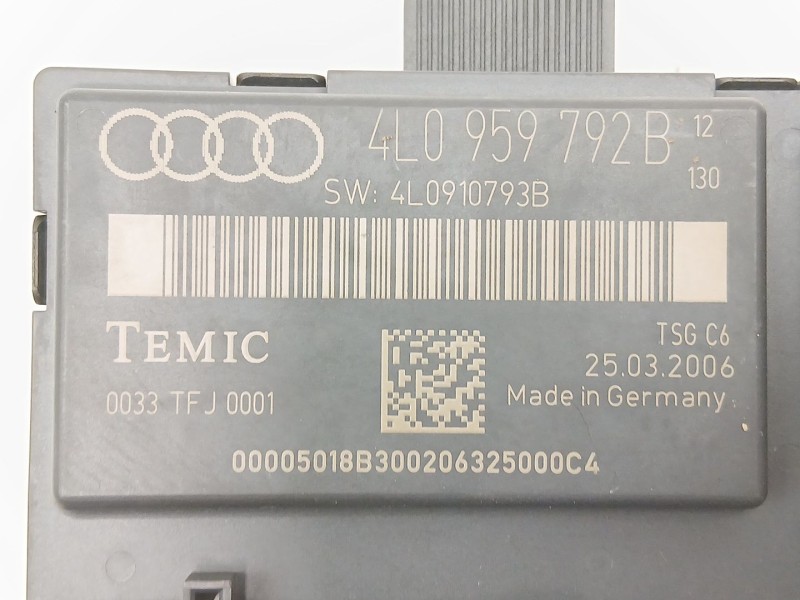 4L0 959 792B 12
130
SW: 4L0910793B
TEMIC
TSG C6
25.03.2006
0033 TFJ 0001
Made in Germany
00005018B300206325000C4